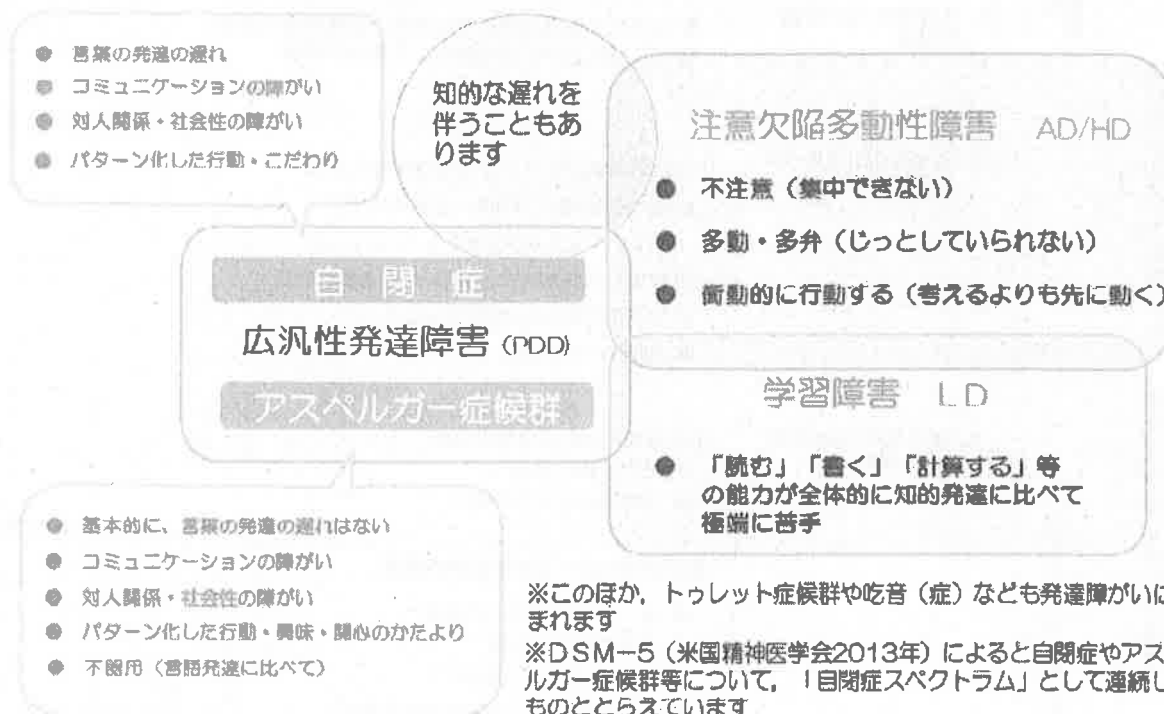 ● 言葉の発達の遅れ
● コミュニケーションの障がい
● 対人関係・社会性の障がい
● パターン化した行動・こだわり
知的な遅れを
伴うこともあ
ります
注意欠陥多動性障害 AD/HD
● 不注意（集中できない）
● 多動・多弁（じっとしていられない）
● 衝動的に行動する（考えるよりも先に動く）
自閉症
広汎性発達障害 (PDD)
アスペルガー症候群
学習障害 LD
● 「読む」「書く」「計算する」等
の能力が全体的に知的発達に比べて
極端に苦手
● 基本的に、言葉の発達の遅れはない
● コミュニケーションの障がい
● 対人関係・社会性の障がい
● パターン化した行動・興味・関心のかたより
● 不器用（言語発達に比べて）
※このほか，トゥレット症候群や吃音（症）なども発達障がいに
まれます
※DSM－5（米国精神医学会2013年）によると自閉症やアス
ルガー症候群等について，「自閉症スペクトラム」として連続し
ものととらえています